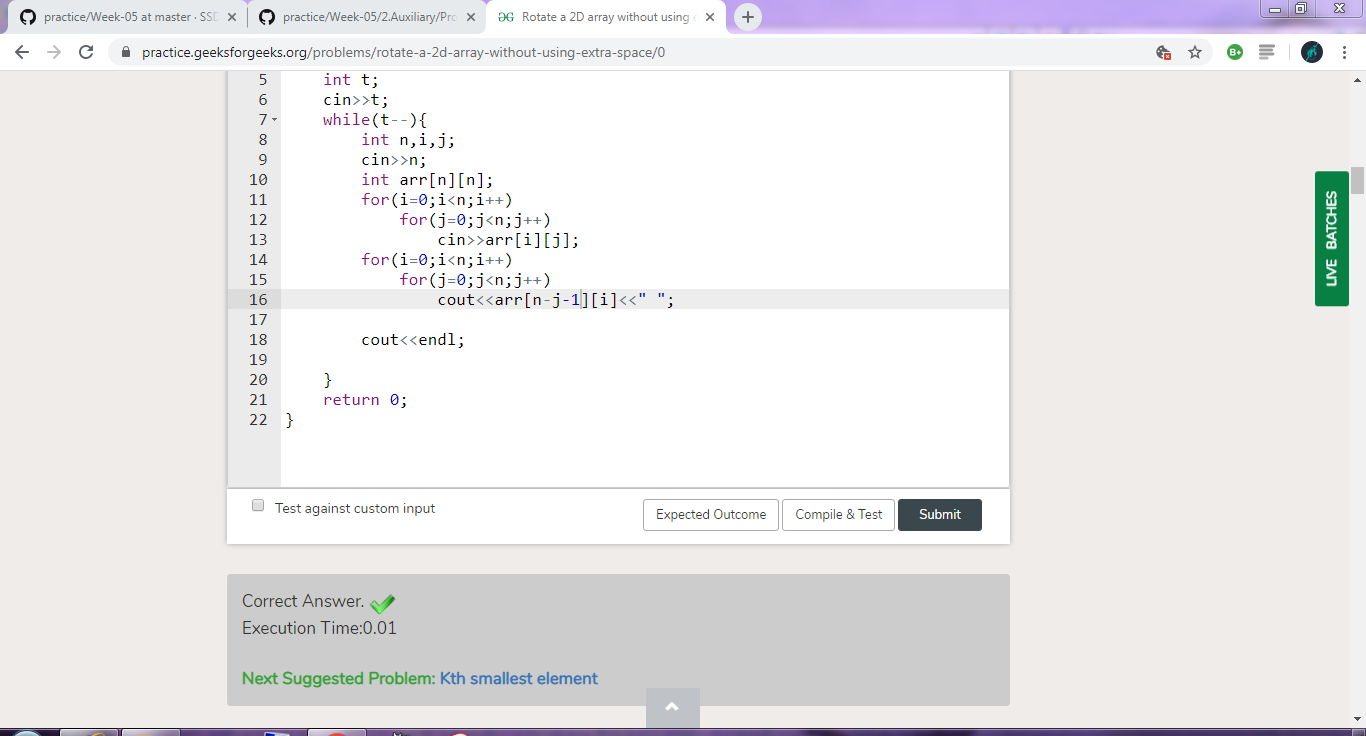 practice/Week-05 at master · SSD
practice/Week-05/2.Auxiliary/Pro
Rotate a 2D array without using
practice.geeksforgeeks.org/problems/rotate-a-2d-array-without-using-extra-space/0
5 int t;
6 cin>>t;
7 while(t--){
8 int n,i,j;
9 cin>>n;
10 int arr[n][n];
11 for(i=0;i<n;i++)
12 for(j=0;j<n;j++)
13 cin>>arr[i][j];
14 for(i=0;i<n;i++)
15 for(j=0;j<n;j++)
16 cout<<arr[n-j-1][i]<<" ";
17
18 cout<<endl;
19
20 }
21 return 0;
22 }
LIVE BATCHES
Test against custom input
Expected Outcome
Compile & Test
Submit
Correct Answer.
Execution Time:0.01
Next Suggested Problem: Kth smallest element